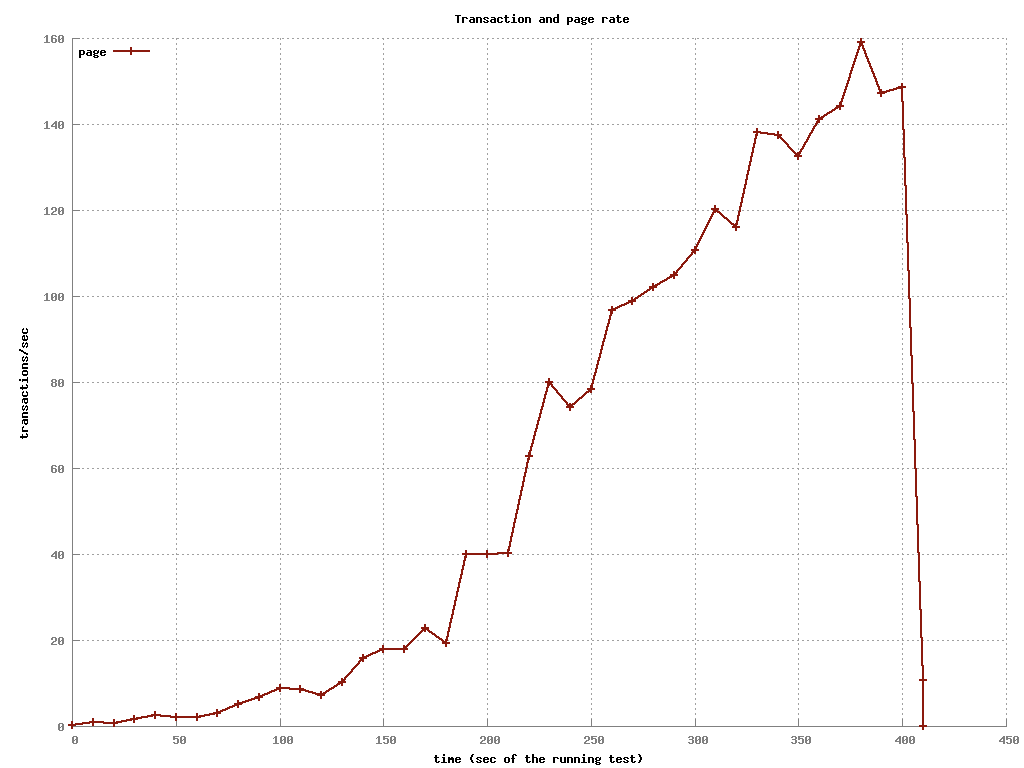 Transaction and page rate
page
160
140
120
100
80
60
40
20
0
transactions/sec
0 50 100 150 200 250 300 350 400 450
time (sec of the running test)